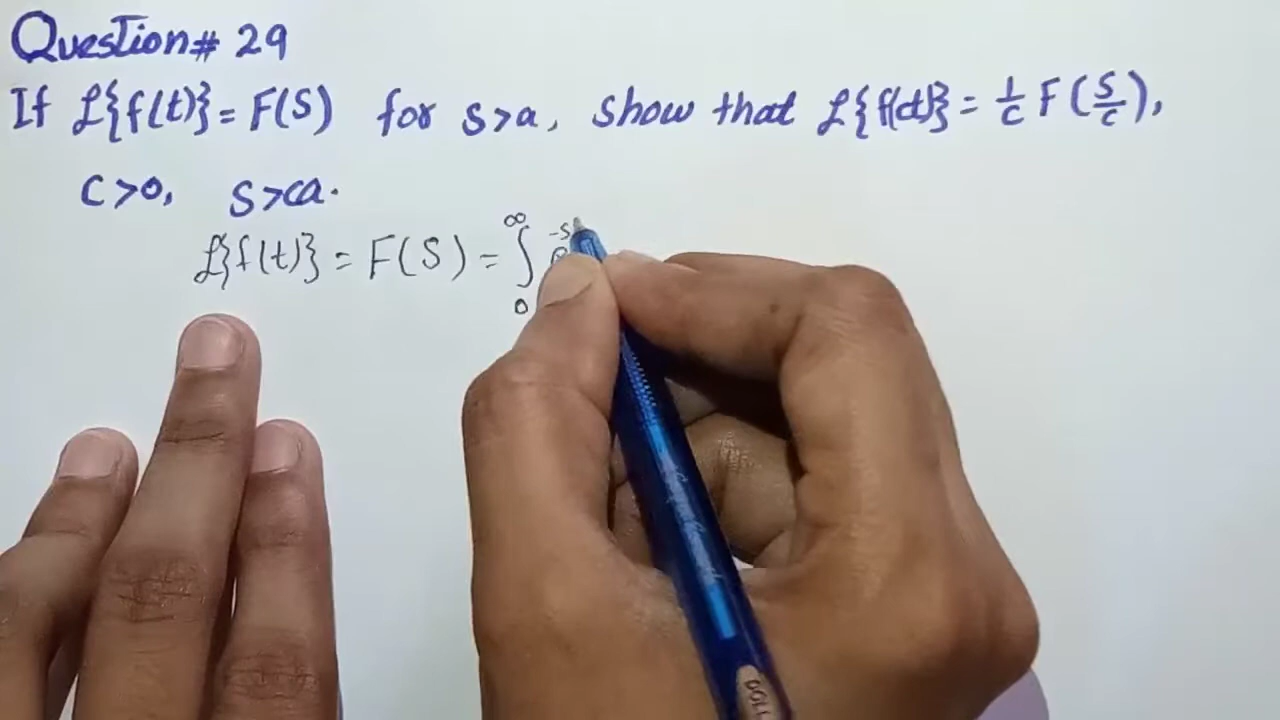 Question# 29
If ℒ{f(t)} = F(S) for s>a, show that ℒ{f(ct)} = 1/c F(s/c),
c>0, s>ca.
ℒ{f(t)} = F(S) = ∫₀^∞ e^-s